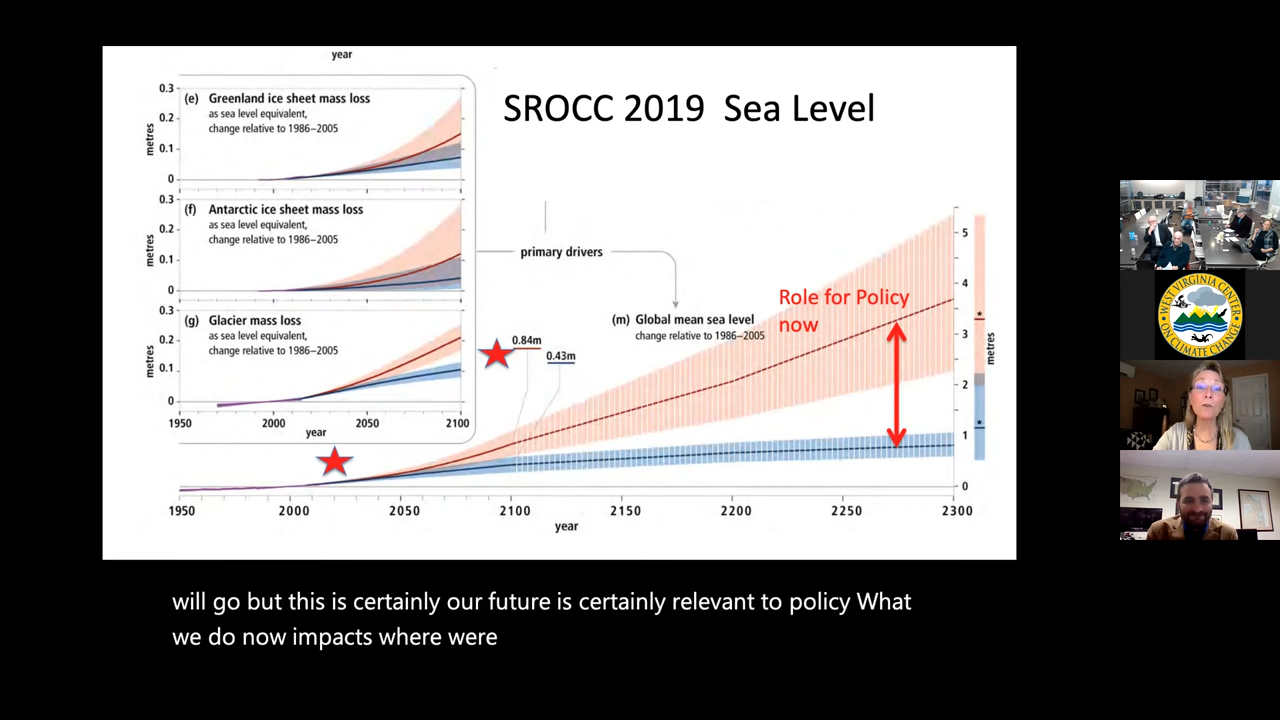 year
SROCC 2019 Sea Level
0.3
(e) Greenland ice sheet mass loss
as sea level equivalent,
change relative to 1986–2005
0.2
0.1
0
metres
0.3
(f) Antarctic ice sheet mass loss
as sea level equivalent,
change relative to 1986–2005
0.2
0.1
0
metres
0.3
(g) Glacier mass loss
as sea level equivalent,
change relative to 1986–2005
0.2
0.1
0
metres
1950 2000 2050 2100
year
primary drivers
Role for Policy
now
(m) Global mean sea level
change relative to 1986–2005
0.84m
0.43m
5
4
3
2
1
0
metres
*
*
1950 2000 2050 2100 2150 2200 2250 2300
year
WEST VIRGINIA CENTER
ON CLIMATE CHANGE
will go but this is certainly our future is certainly relevant to policy What
we do now impacts where were